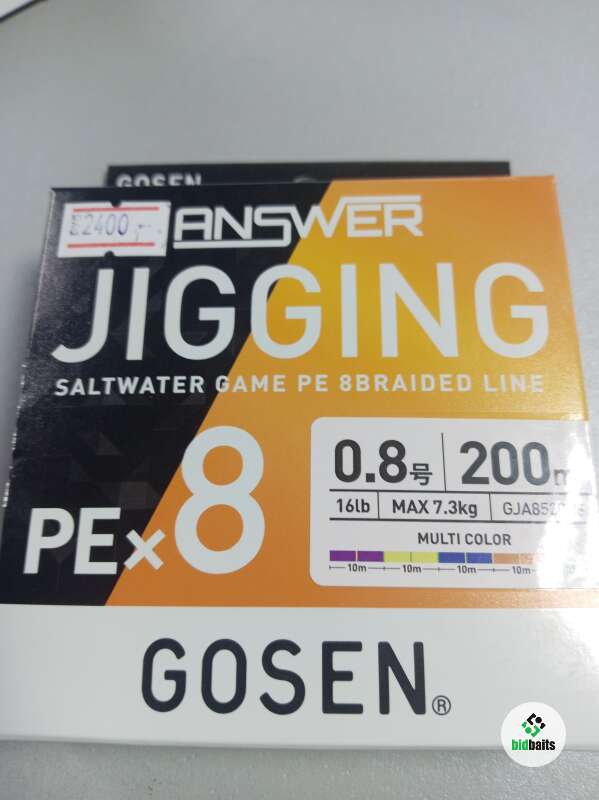 GOSEN
2400
ANSWER
JIGGING
SALTWATER GAME PE 8BRAIDED LINE
PE×8
0.8号 200m
16lb MAX 7.3kg
MULTI COLOR
10m 10m 10m 10m
GOSEN®
bidbaits